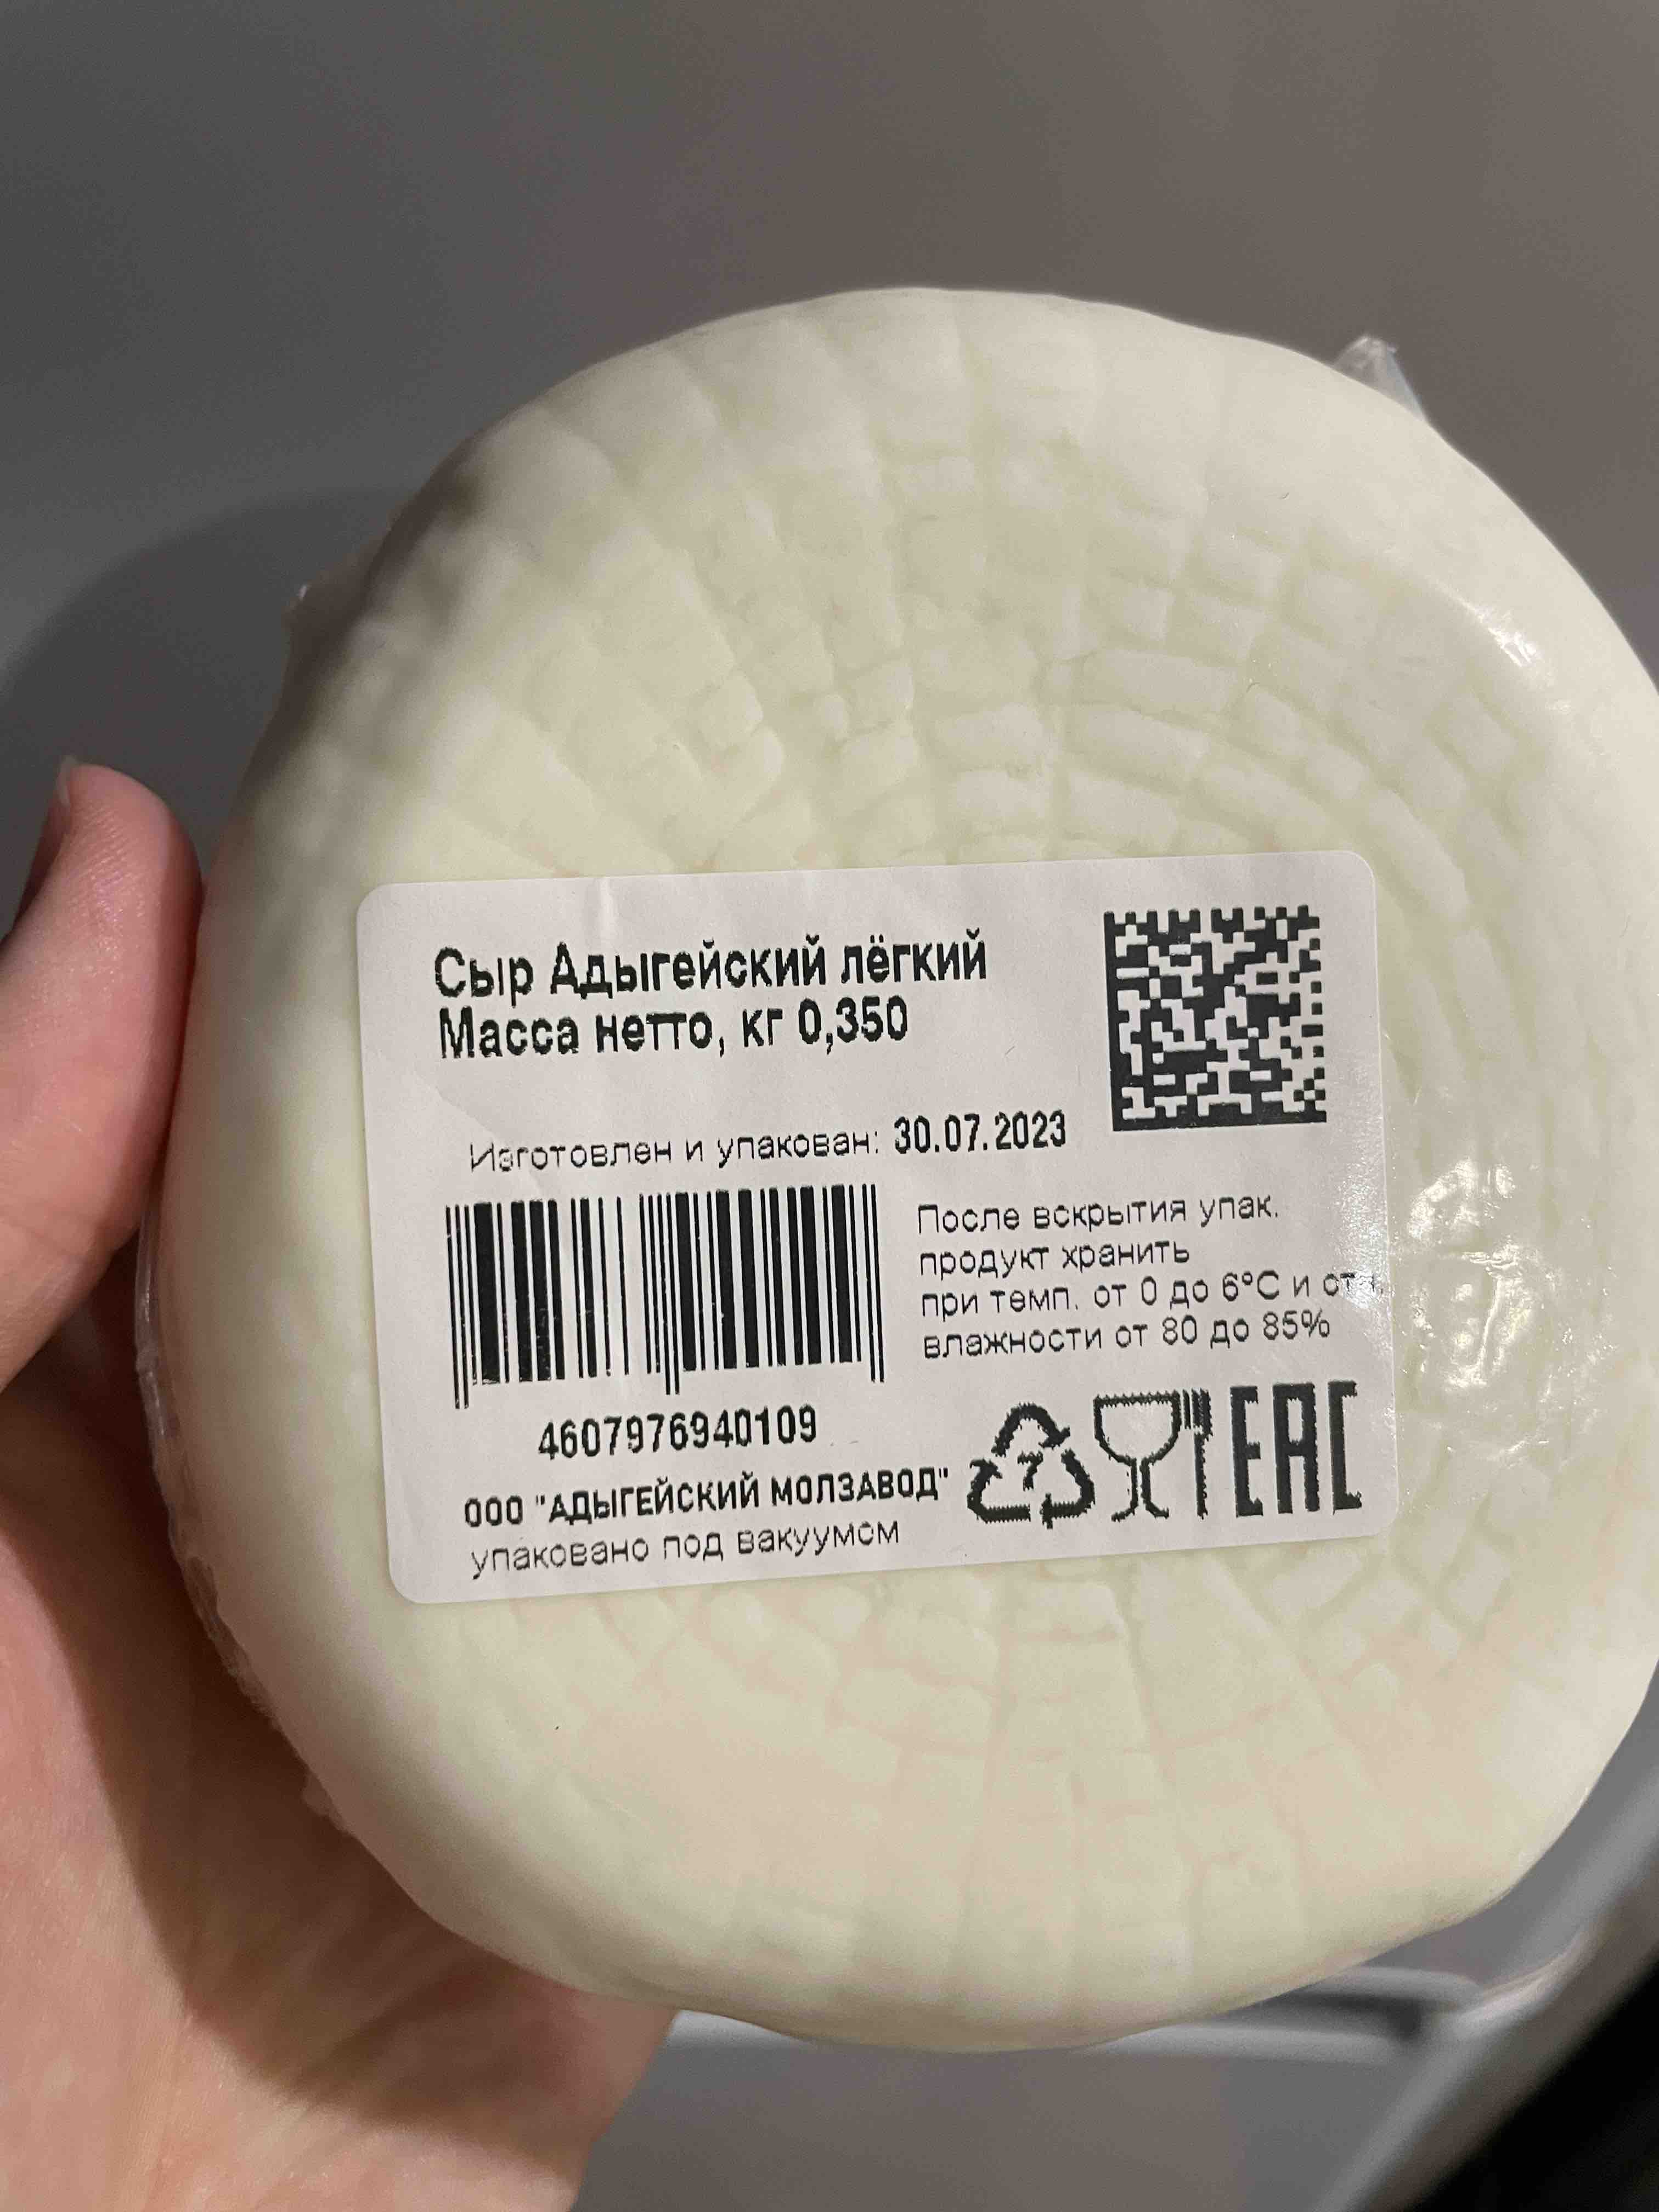 Сыр Адыгейский лёгкий
Масса нетто, кг 0,350
Изготовлен и упакован: 30.07.2023
После вскрытия упак.
продукт хранить
при темп. от 0 до 6°C и
влажности от 80 до 85%
4607976940109
ООО "АДЫГЕЙСКИЙ МОЛЗАВОД"
упаковано под вакуумом
7
EAC